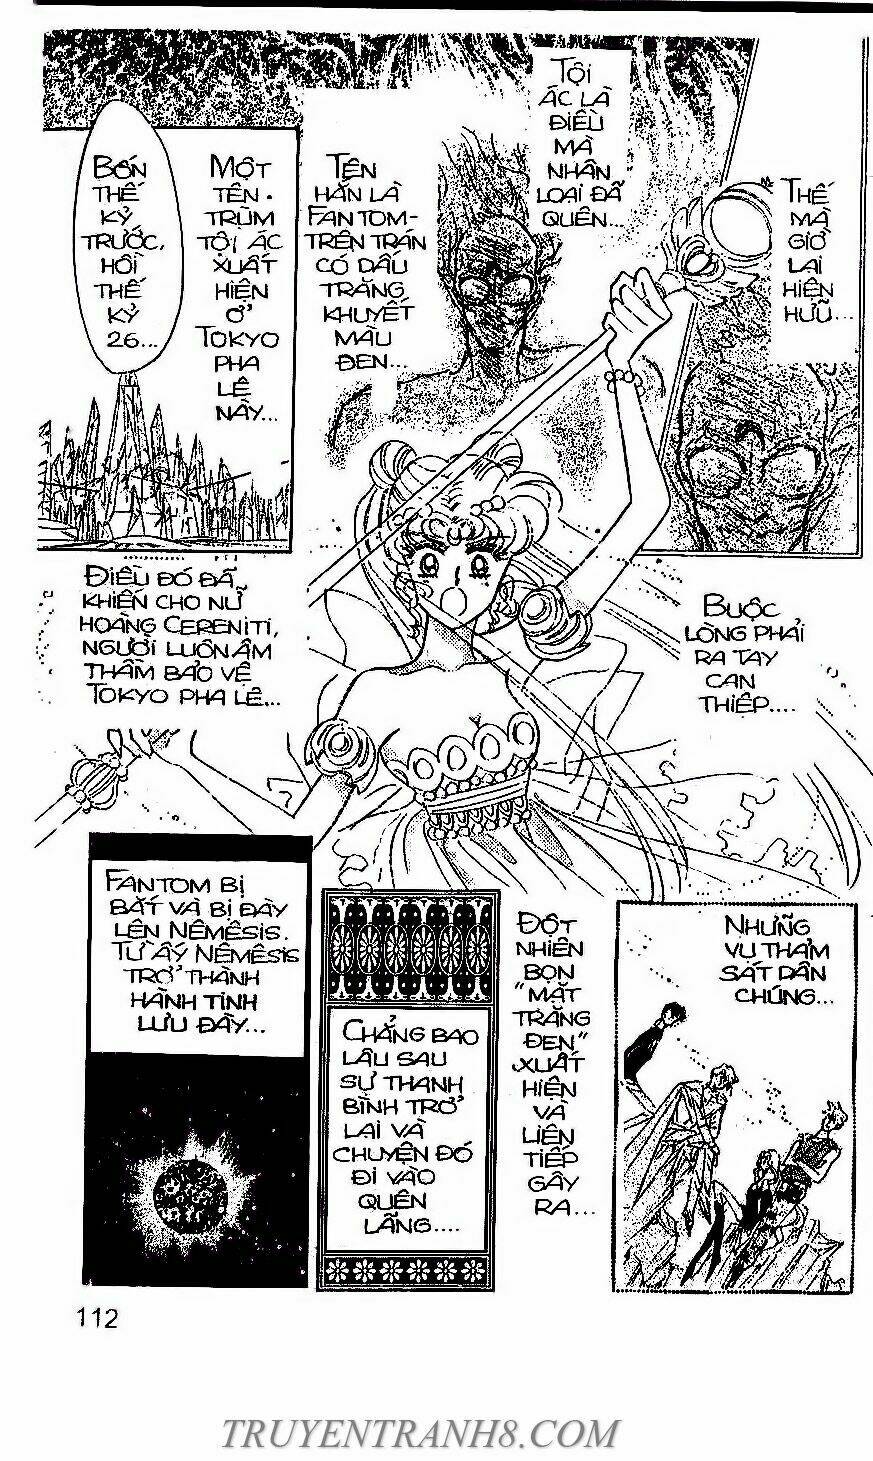 BỐN
THẾ
KỶ
TRƯỚC,
HỒI
THẾ
KỶ
26...
MỘT
TÊN
TRÙM
TỘI ÁC
XUẤT
HIỆN
Ở
TOKYO
PHA
LÊ
NÀY...
TÊN
HẮN LÀ
FANTOM-
TRÊN TRÁN
CÓ DẤU
TRĂNG
KHUYẾT
MÀU
ĐEN...
TỘI
ÁC LÀ
ĐIỀU
MÀ
NHÂN
LOẠI ĐÃ
QUÊN...
THẾ
MÀ
GIỜ
LẠI
HIỆN
HỮU...
ĐIỀU ĐÓ ĐÃ
KHIẾN CHO NỮ
HOÀNG CERENITI,
NGƯỜI LUÔN ÂM
THẦM BẢO VỆ
TOKYO PHA LÊ...
BUỘC
LÒNG PHẢI
RA TAY
CAN
THIỆP....
FANTOM BỊ
BẮT VÀ BỊ ĐÀY
LÊN NÊMÊSIS.
TỪ ẤY NÊMÊSIS
TRỞ THÀNH
HÀNH TINH
LƯU ĐÀY...
CHẲNG BAO
LÂU SAU
SỰ THANH
BÌNH TRỞ
LẠI VÀ
CHUYỆN ĐÓ
ĐI VÀO
QUÊN
LÃNG....
ĐỘT
NHIÊN
BỌN
"MẶT
TRĂNG
ĐEN"
XUẤT
HIỆN
VÀ
LIÊN
TIẾP
GÂY
RA...
NHỮNG
VỤ THẢM
SÁT DÂN
CHÚNG...
112
TRUYENTRANH8.COM